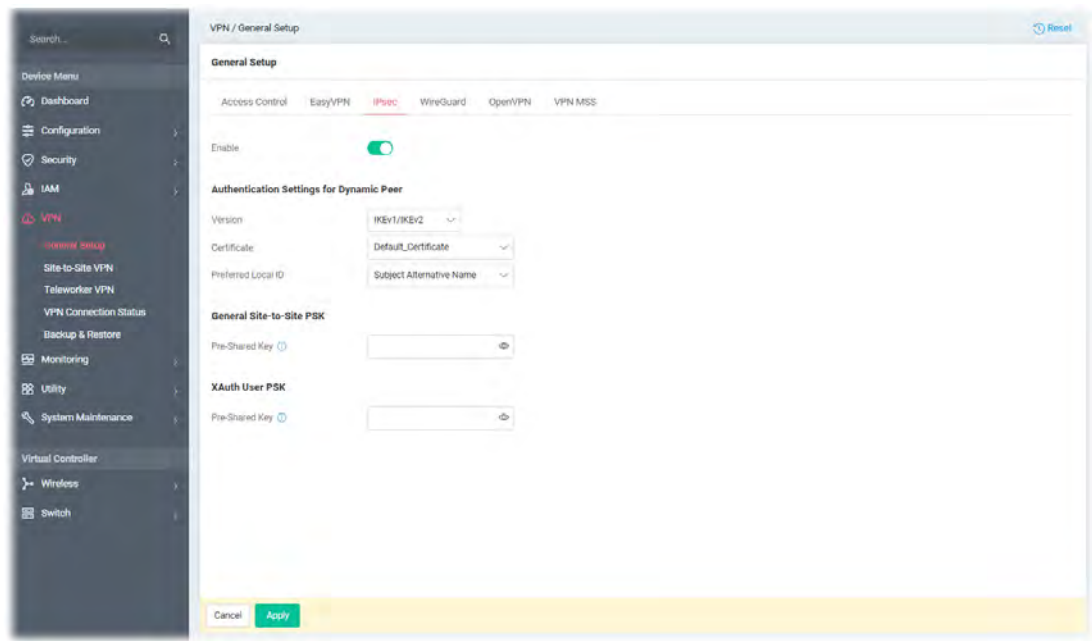 Search...
Device Menu
Dashboard
Configuration
Security
IAM
VPN
General Setup
Site-to-Site VPN
Teleworker VPN
VPN Connection Status
Backup & Restore
Monitoring
Utility
System Maintenance
Virtual Controller
Wireless
Switch
VPN / General Setup
Reset
General Setup
Access Control EasyVPN IPsec WireGuard OpenVPN VPN MSS
Enable
Authentication Settings for Dynamic Peer
Version IKEv1/IKEv2
Certificate Default_Certificate
Preferred Local ID Subject Alternative Name
General Site-to-Site PSK
Pre-Shared Key
XAuth User PSK
Pre-Shared Key
Cancel Apply